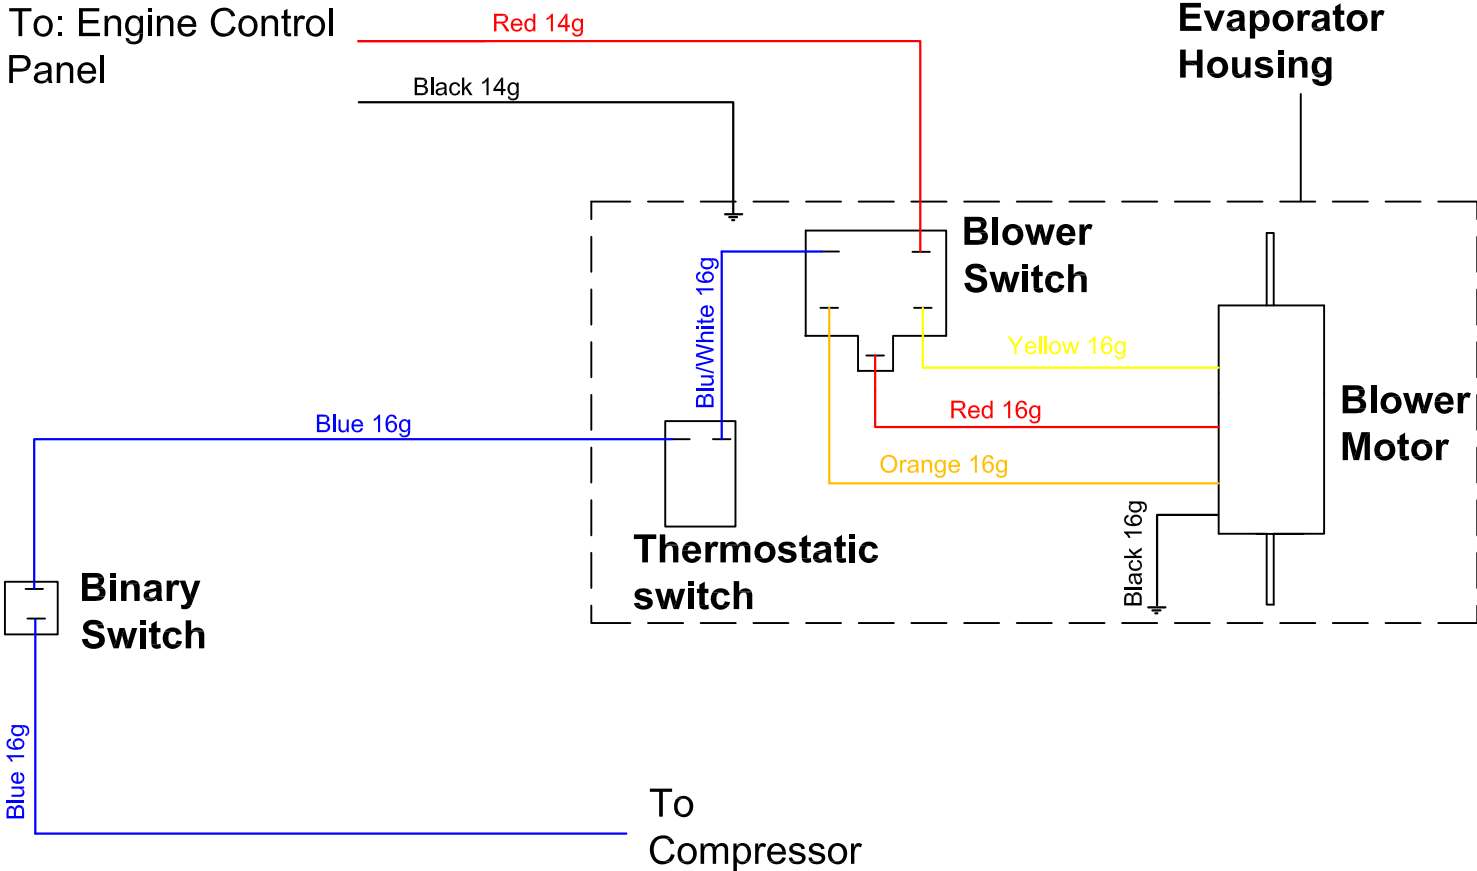 To: Engine Control
Panel
Red 14g
Black 14g
Evaporator
Housing
Blower
Switch
Blu/White 16g
Yellow 16g
Red 16g
Orange 16g
Blower
Motor
Blue 16g
Thermostatic
switch
Black 16g
Binary
Switch
Blue 16g
To
Compressor